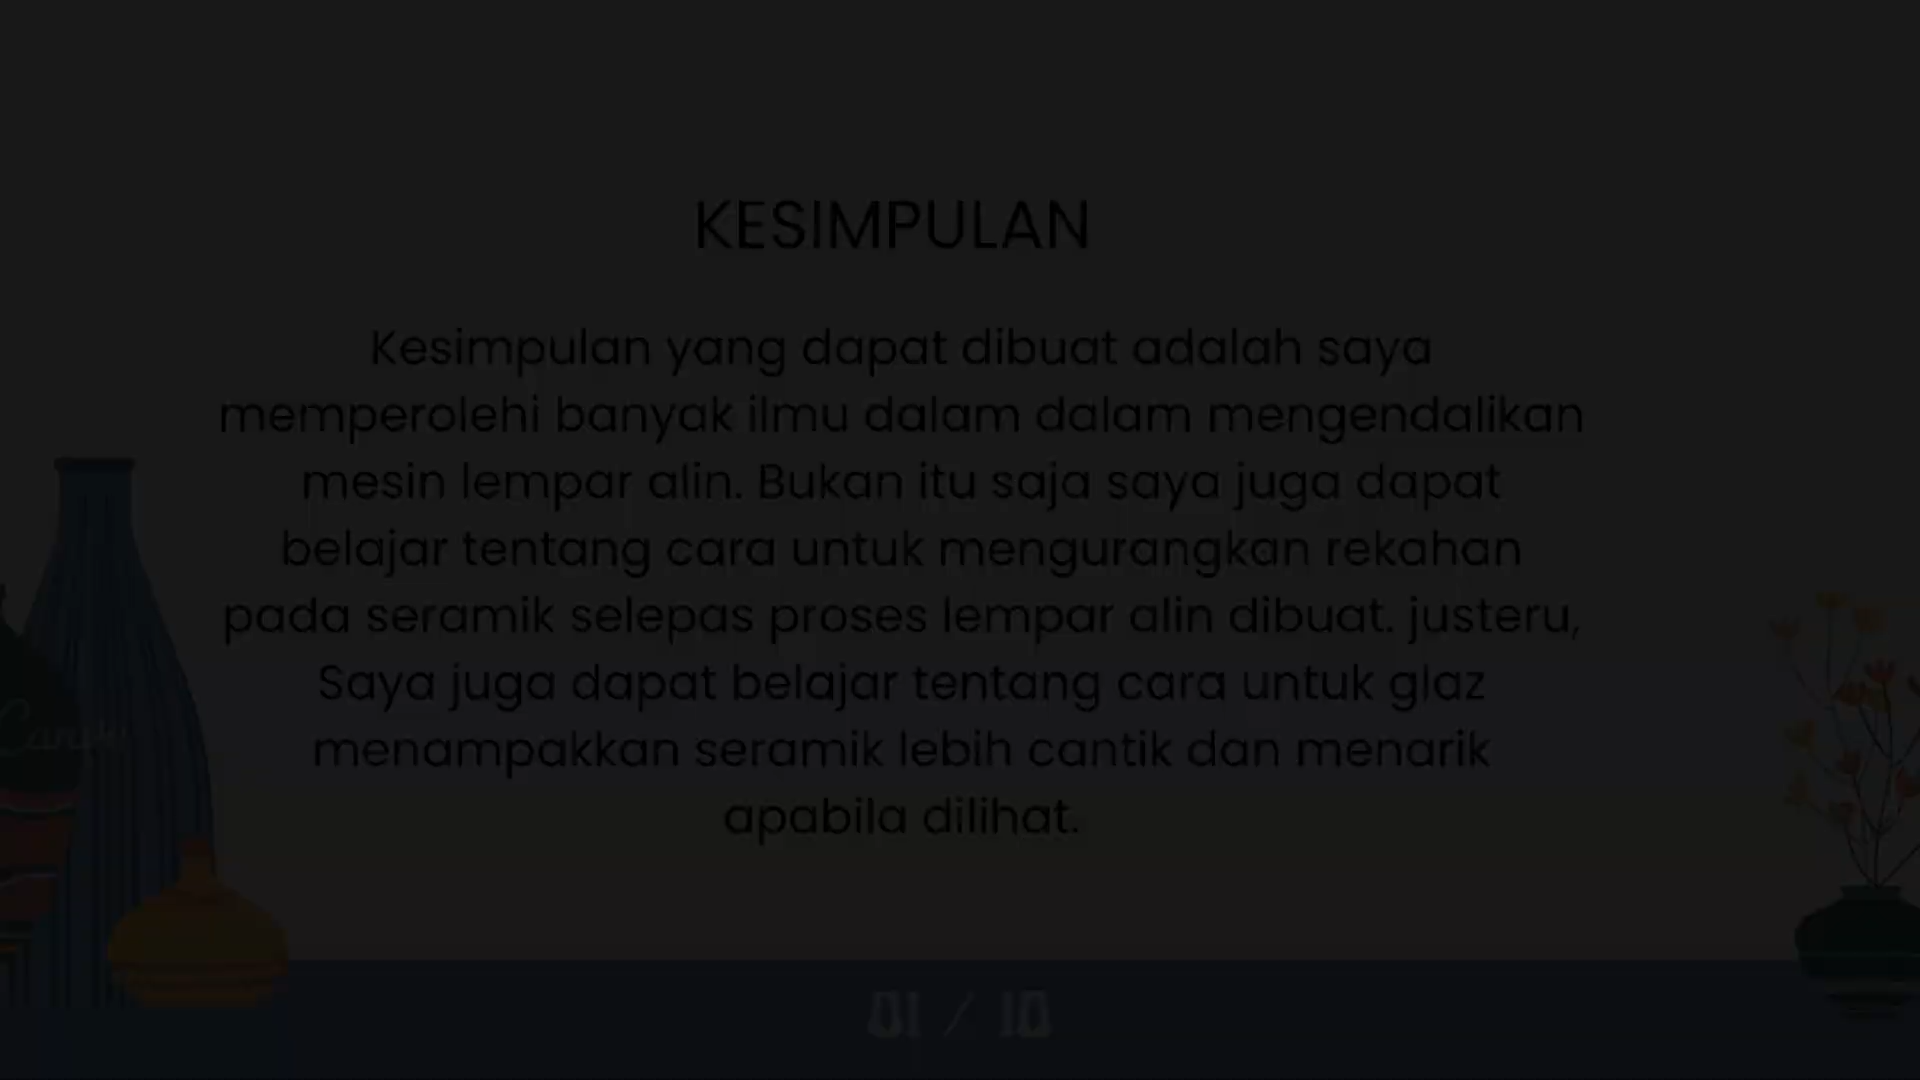 KESIMPULAN
Kesimpulan yang dapat dibuat adalah saya
memperolehi banyak ilmu dalam dalam mengendalikan
mesin lempar alin. Bukan itu saja saya juga dapat
belajar tentang cara untuk mengurangkan rekahan
pada seramik selepas proses lempar alin dibuat. justeru,
Saya juga dapat belajar tentang cara untuk glaz
menampakkan seramik lebih cantik dan menarik
apabila dilihat.
Canva
01 / 10